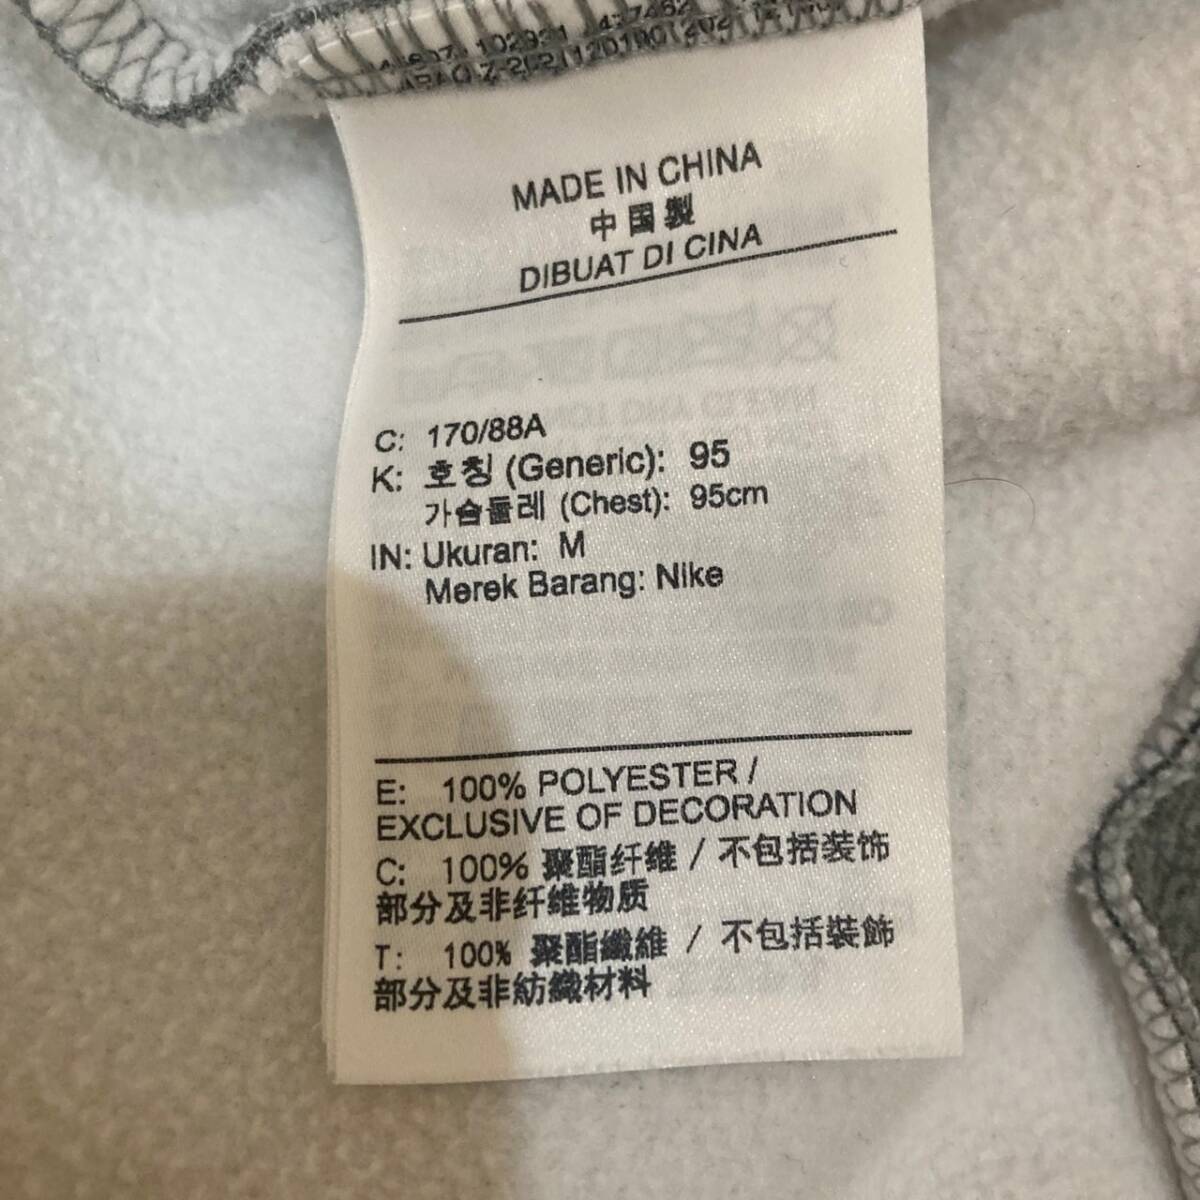 MADE IN CHINA
中国製
DIBUAT DI CINA
C: 170/88A
K: 호칭 (Generic): 95
가슴둘레 (Chest): 95cm
IN: Ukuran: M
Merek Barang: Nike
E: 100% POLYESTER /
EXCLUSIVE OF DECORATION
C: 100% 聚酯纤维 / 不包括装饰
部分及非纤维物质
T: 100% 聚酯纖維 / 不包括裝飾
部分及非紡織材料